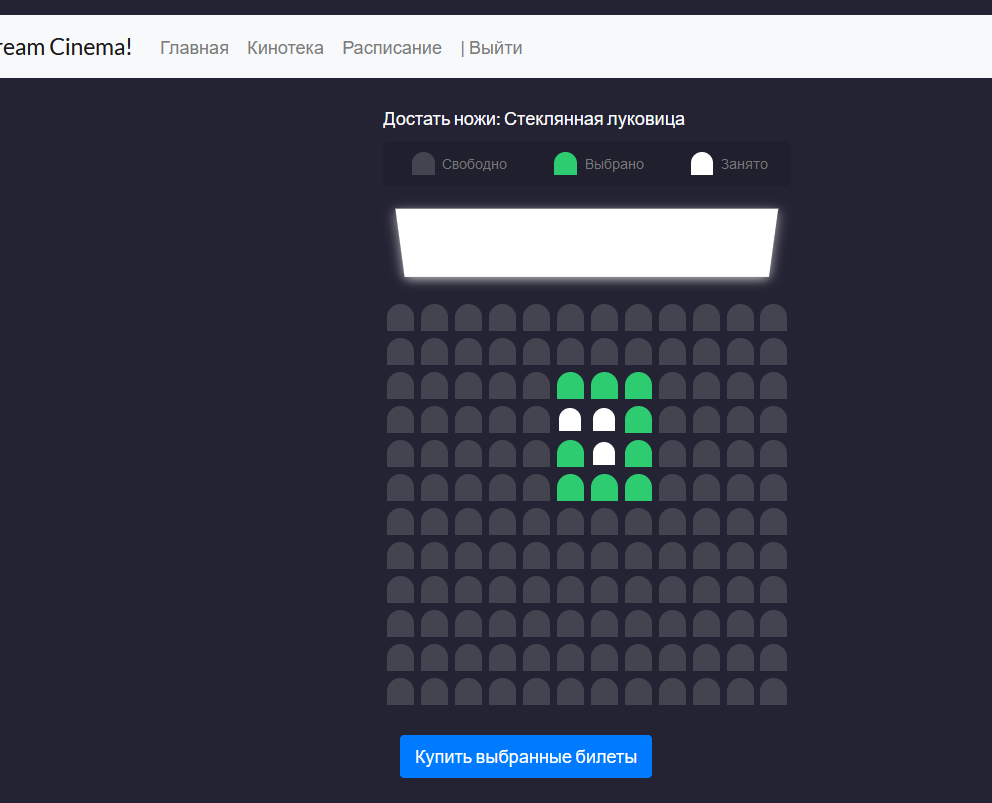 ream Cinema! Главная Кинотека Расписание | Выйти
Достать ножи: Стеклянная луковица
Свободно Выбрано Занято
Купить выбранные билеты